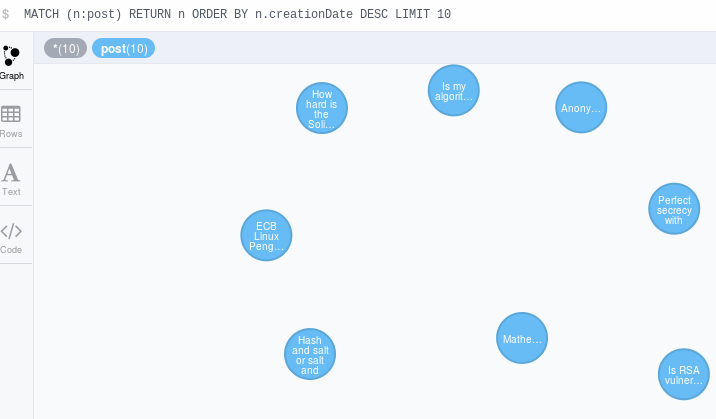 $ MATCH (n:post) RETURN n ORDER BY n.creationDate DESC LIMIT 10
*(10) post(10)
Graph
Rows
Text
Code
How
hard is
the
Soli...
Is my
algorit...
Anony...
Perfect
secrecy
with
ECB
Linux
Peng...
Hash
and salt
or salt
and
Mathe...
Is RSA
vulner...